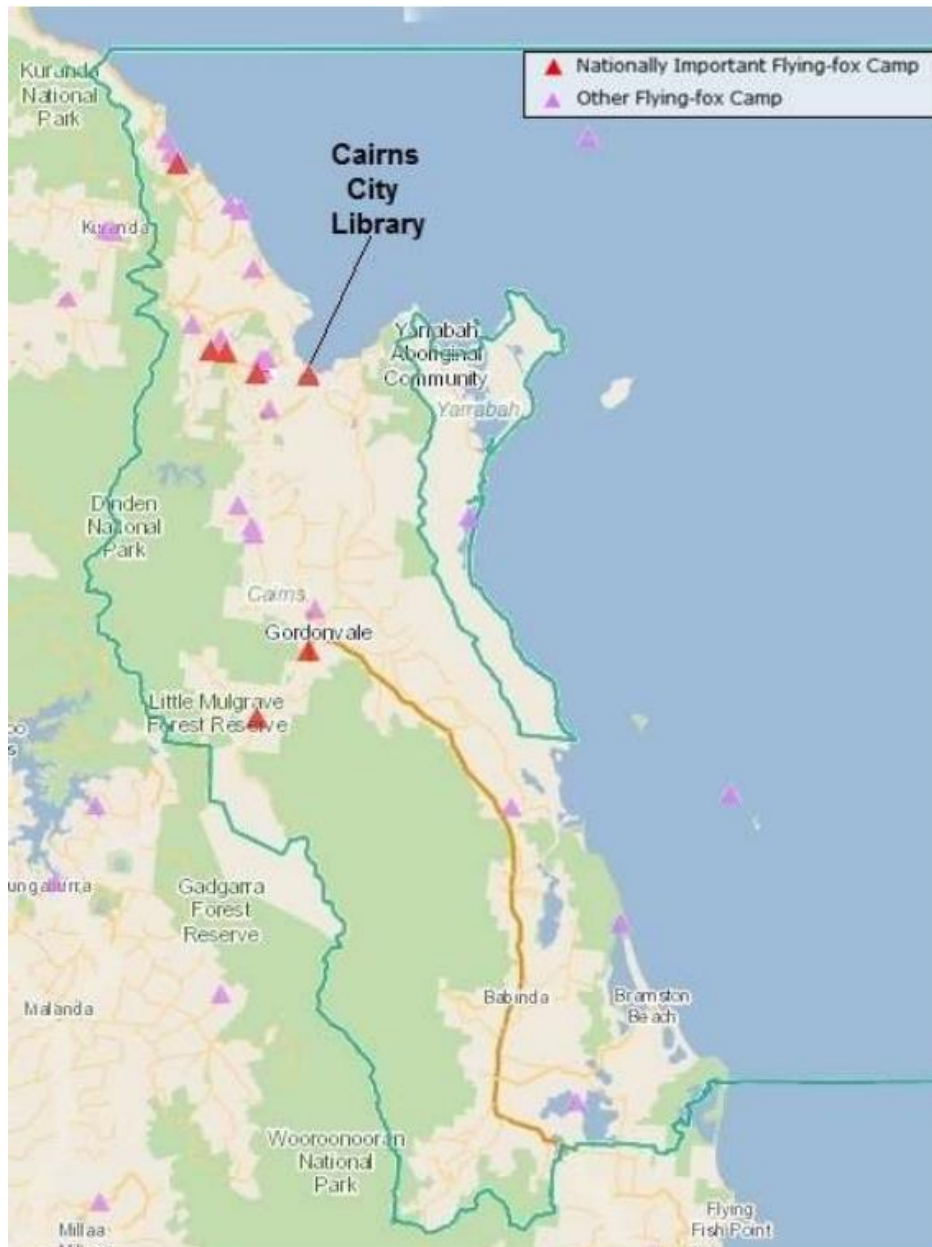 Nationally Important Flying-fox Camp
Other Flying-fox Camp
Kuranda
National
Park
Cairns
City
Library
Kuranda
Yarrabah
Aboriginal
Community
Yarrabah
Dinden
National
Park
Cairns
Gordonvale
Little Mulgrave
Forest Reserve
Gadgarra
Forest
Reserve
Malanda
Babinda
Bramston
Beach
Wooroonooran
National
Park
Flying
Fish Point
Millaa